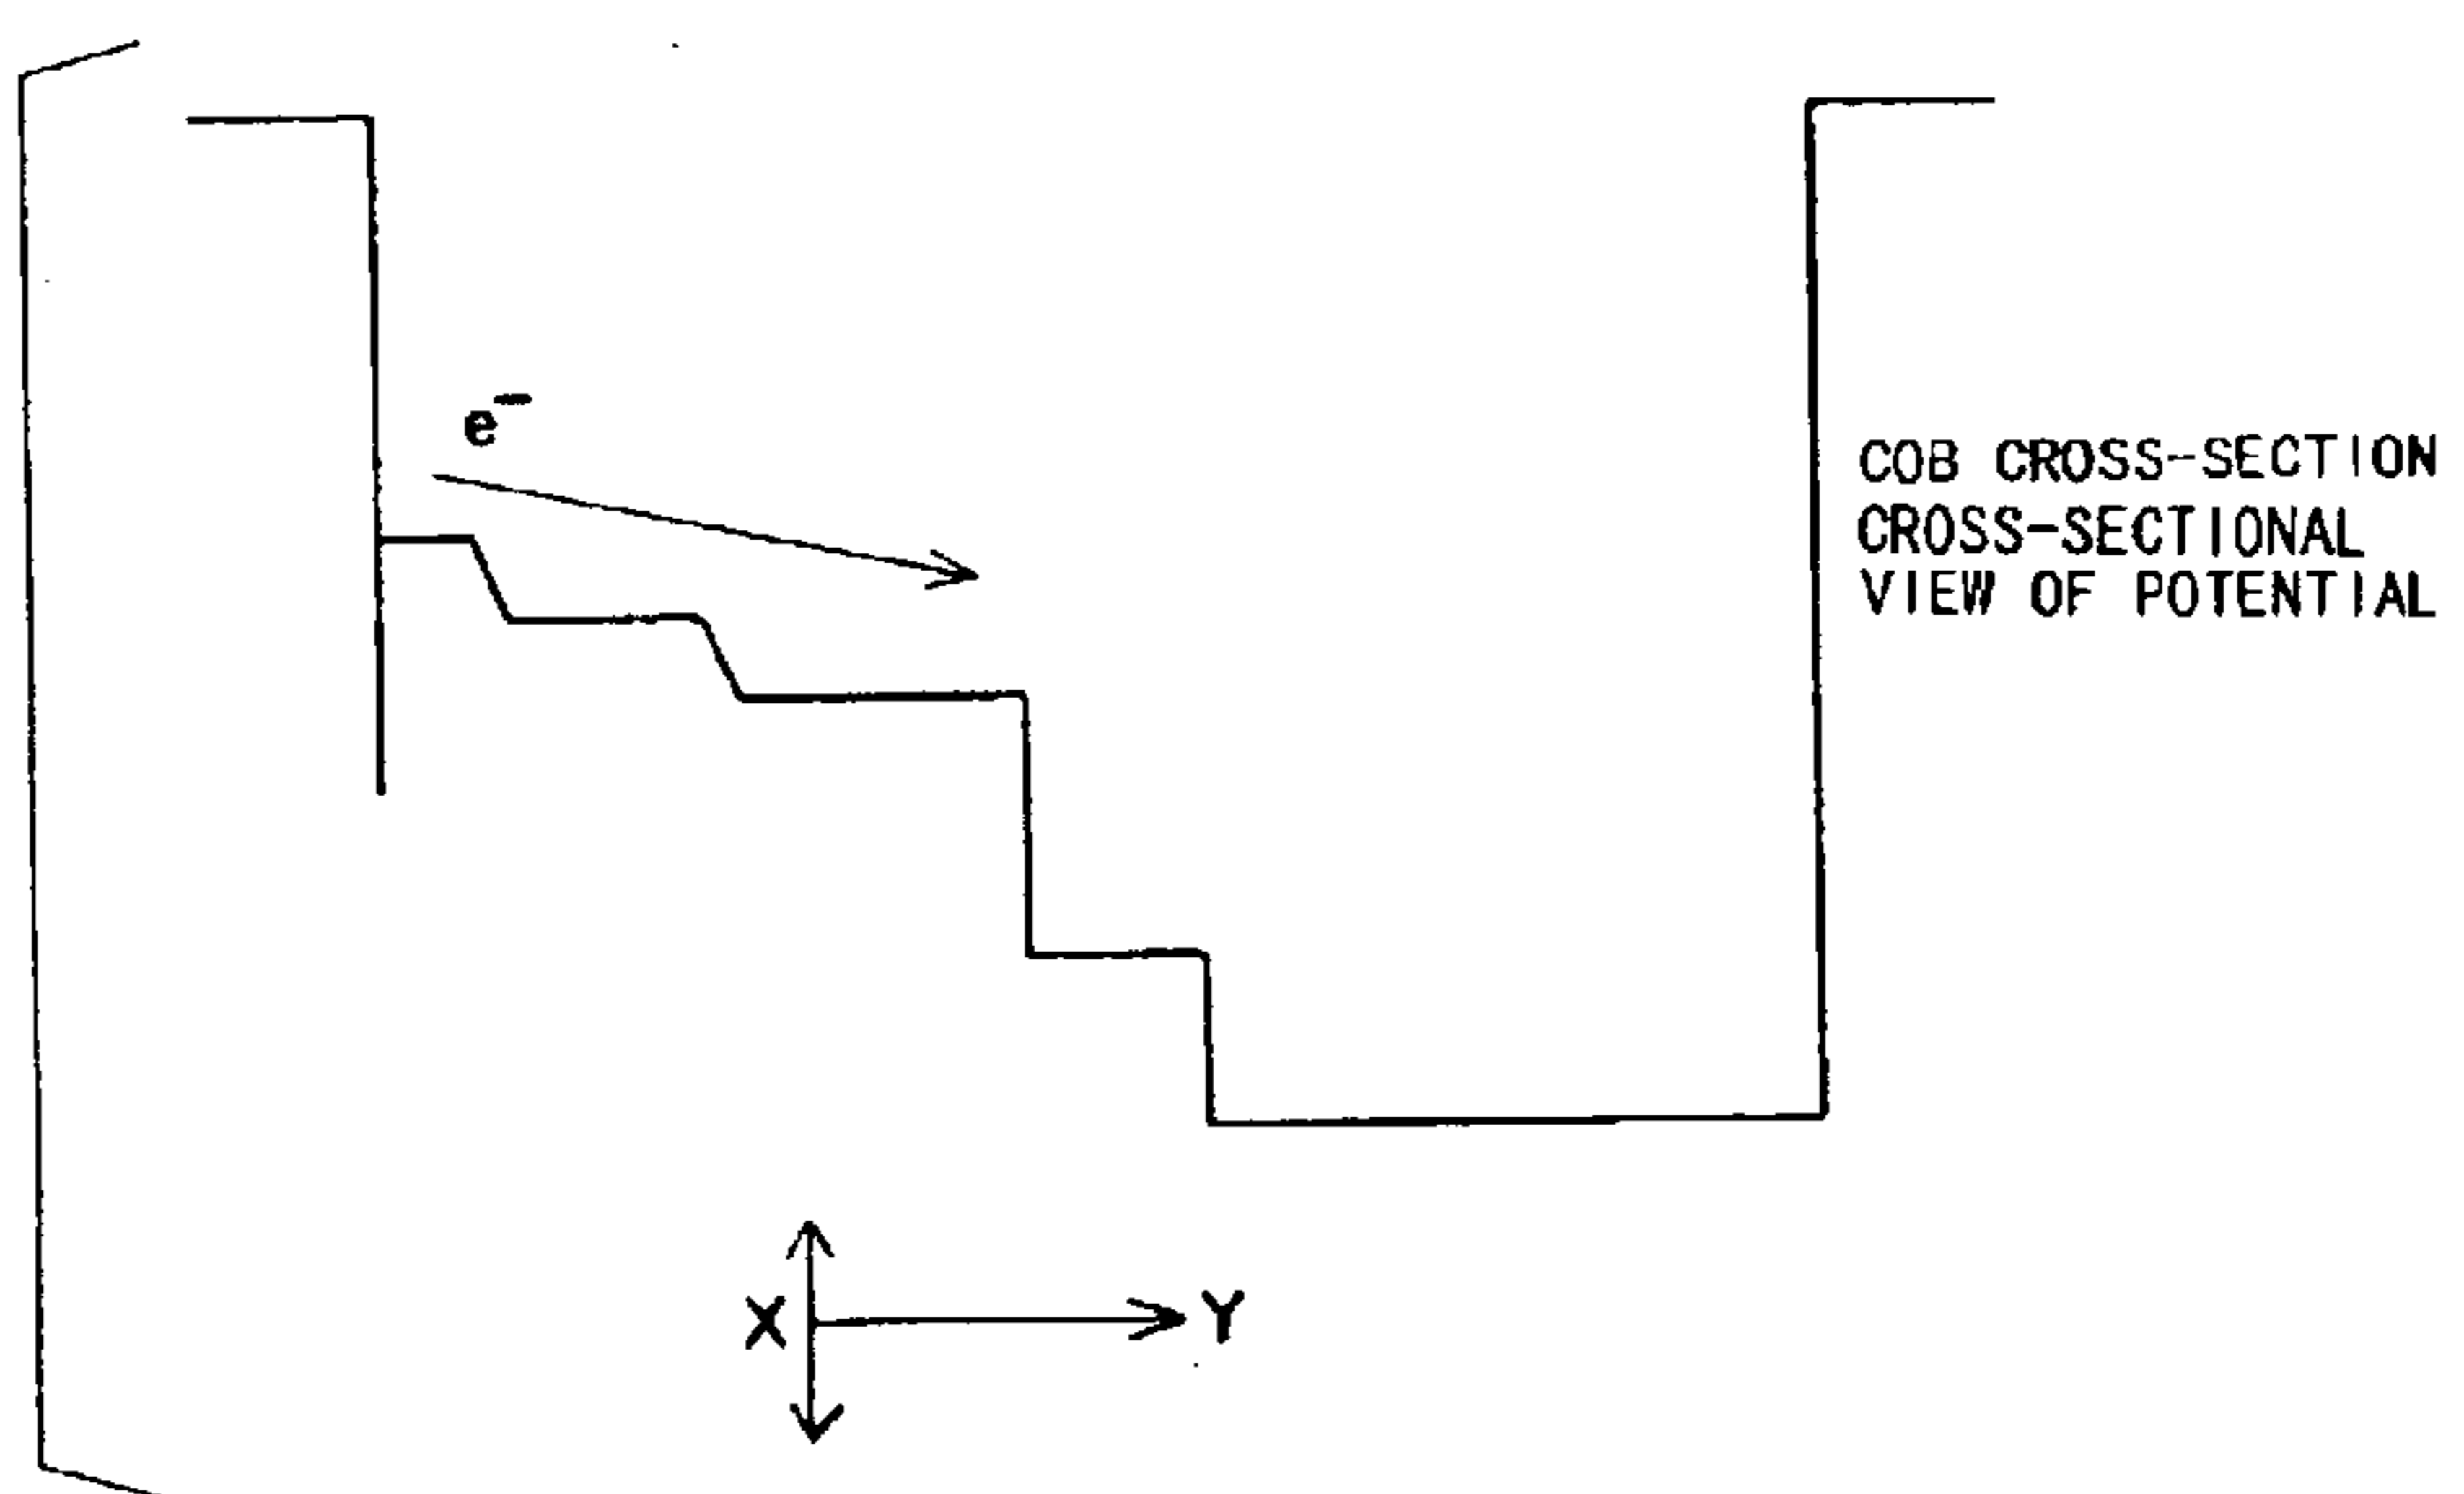 e⁻
COB CROSS-SECTION
CROSS-SECTIONAL
VIEW OF POTENTIAL
X
Y